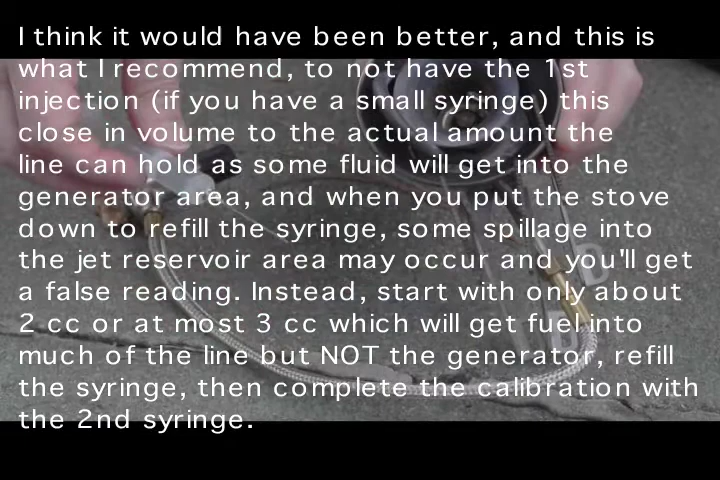 I think it would have been better, and this is
what I recommend, to not have the 1st
injection (if you have a small syringe) this
close in volume to the actual amount the
line can hold as some fluid will get into the
generator area, and when you put the stove
down to refill the syringe, some spillage into
the jet reservoir area may occur and you'll get
a false reading. Instead, start with only about
2 cc or at most 3 cc which will get fuel into
much of the line but NOT the generator, refill
the syringe, then complete the calibration with
the 2nd syringe.